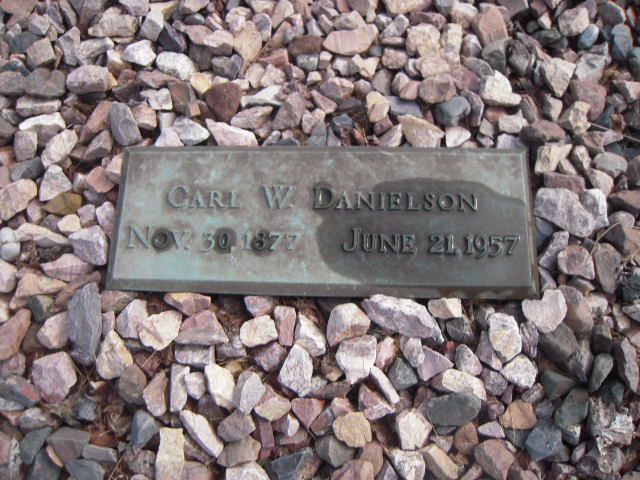 Carl W. Danielson
Nov. 30 1877 June 21, 1957